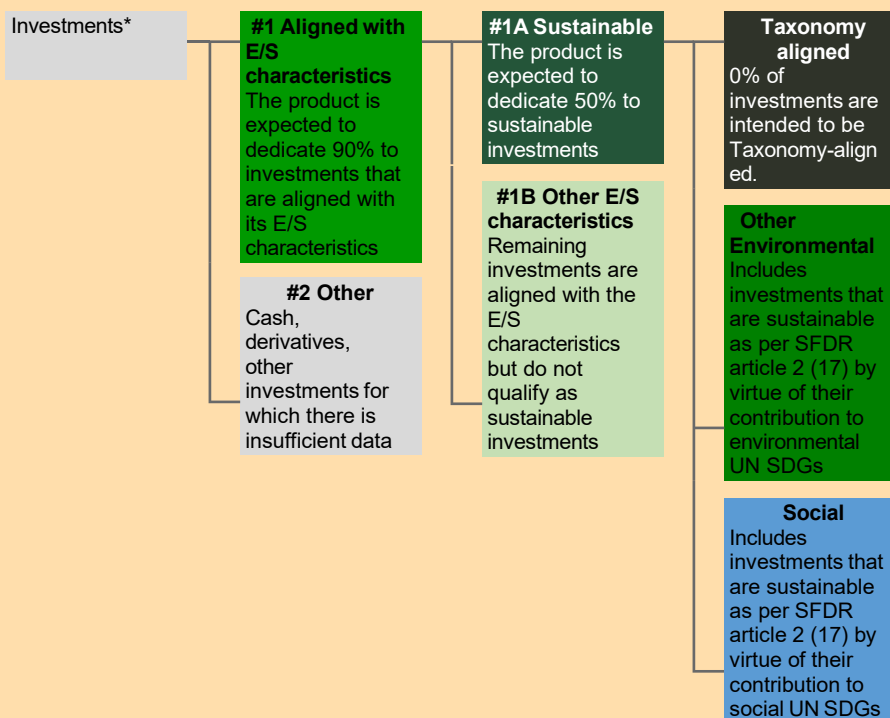 Investments*
#1 Aligned with
E/S
characteristics
The product is
expected to
dedicate 90% to
investments that
are aligned with
its E/S
characteristics
#2 Other
Cash,
derivatives,
other
investments for
which there is
insufficient data
#1A Sustainable
The product is
expected to
dedicate 50% to
sustainable
investments
#1B Other E/S
characteristics
Remaining
investments are
aligned with the
E/S
characteristics
but do not
qualify as
sustainable
investments
Taxonomy
aligned
0% of
investments are
intended to be
Taxonomy-align
ed.
Other
Environmental
Includes
investments that
are sustainable
as per SFDR
article 2 (17) by
virtue of their
contribution to
environmental
UN SDGs
Social
Includes
investments that
are sustainable
as per SFDR
article 2 (17) by
virtue of their
contribution to
social UN SDGs